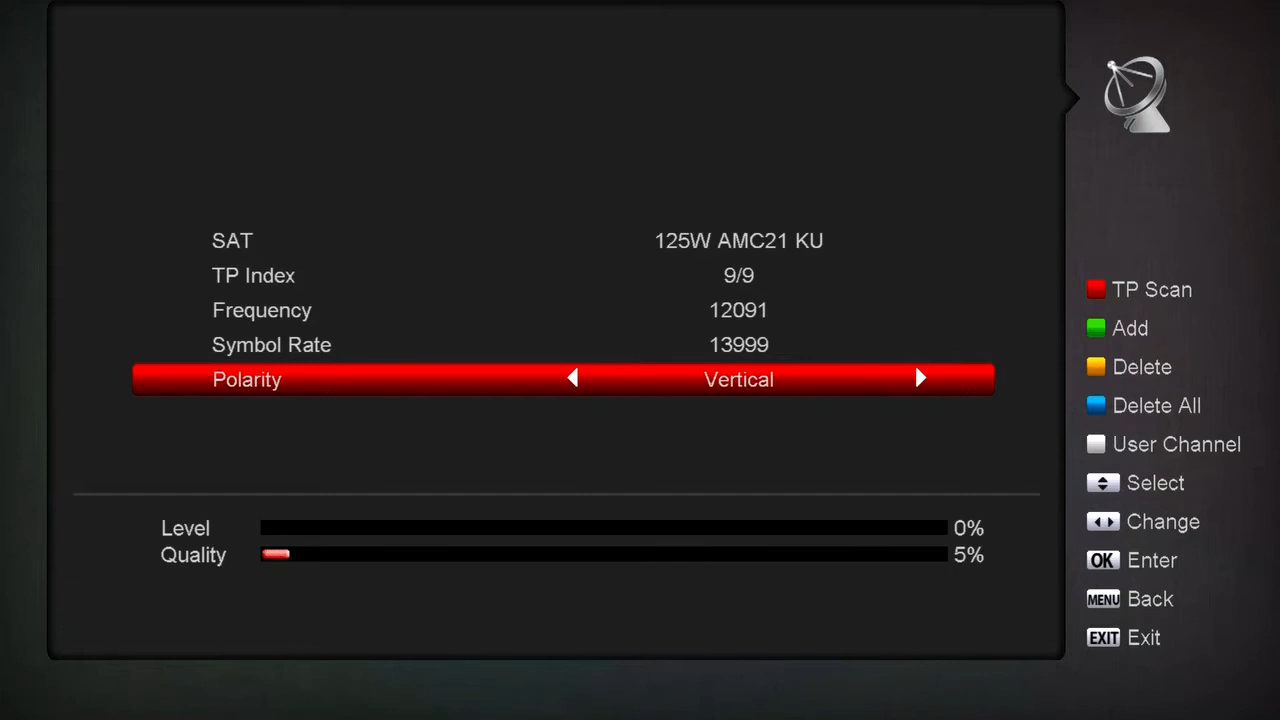 SAT 125W AMC21 KU
TP Index 9/9
Frequency 12091
Symbol Rate 13999
Polarity Vertical
Level 0%
Quality 5%
TP Scan
Add
Delete
Delete All
User Channel
Select
Change
OK Enter
MENU Back
EXIT Exit